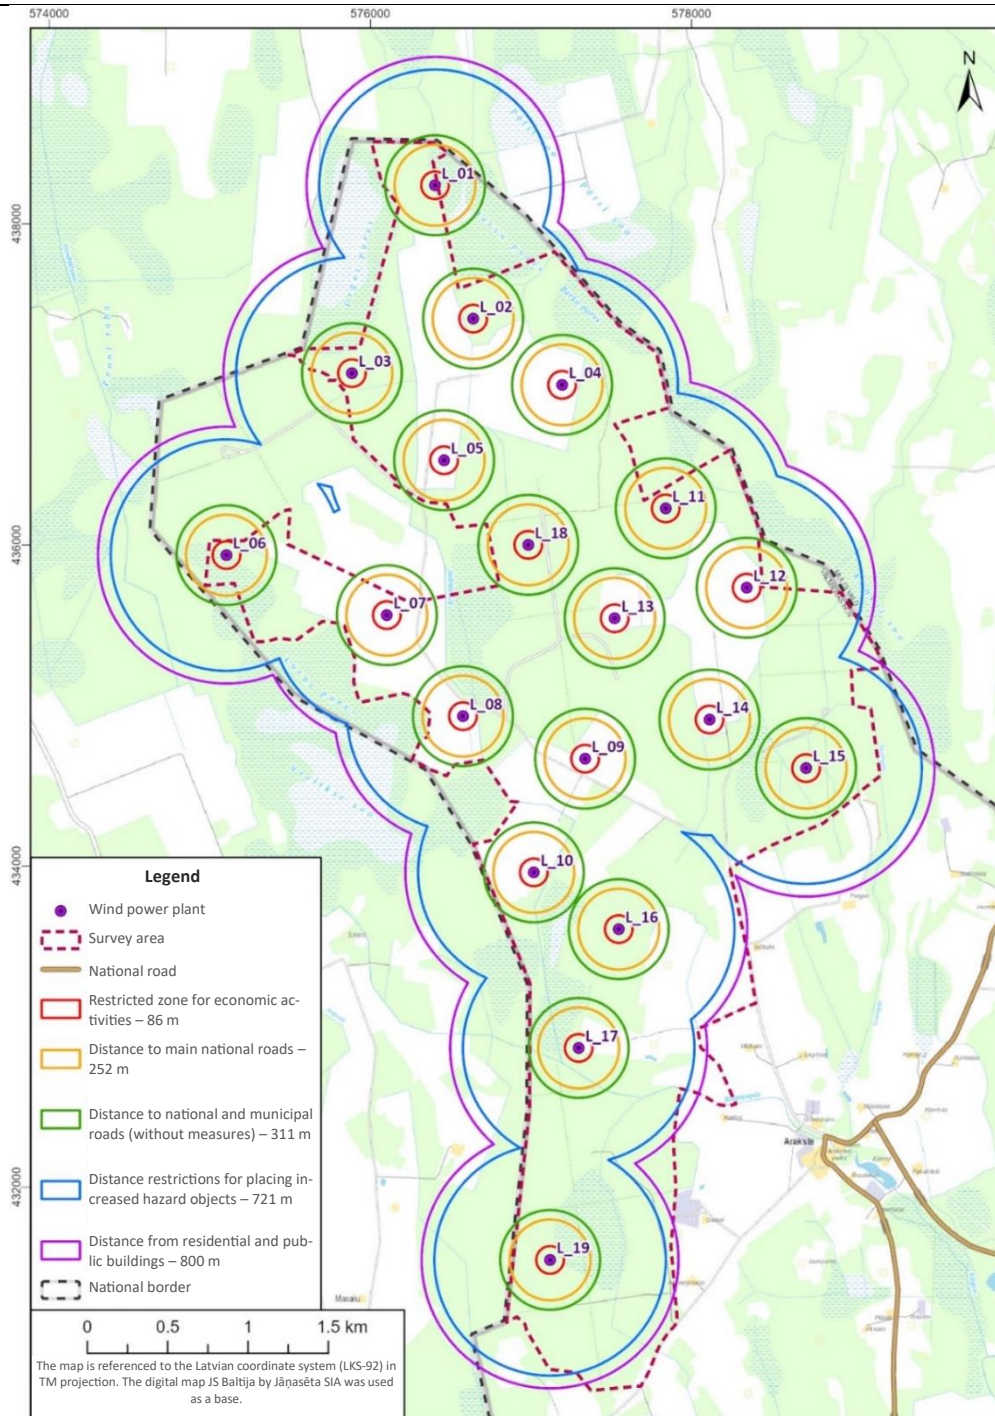 574000
576000
578000
N
438000
436000
434000
432000
L_01
L_02
L_03
L_04
L_05
L_11
L_18
L_06
L_12
L_07
L_13
L_08
L_14
L_09
L_15
L_10
L_16
L_17
L_19
Arakste
Masaku
Legend
Wind power plant
Survey area
National road
Restricted zone for economic ac-
tivities – 86 m
Distance to main national roads –
252 m
Distance to national and municipal
roads (without measures) – 311 m
Distance restrictions for placing in-
creased hazard objects – 721 m
Distance from residential and pub-
lic buildings – 800 m
National border
0 0.5 1 1.5 km
The map is referenced to the Latvian coordinate system (LKS-92) in
TM projection. The digital map JS Baltija by Jāņasēta SIA was used
as a base.